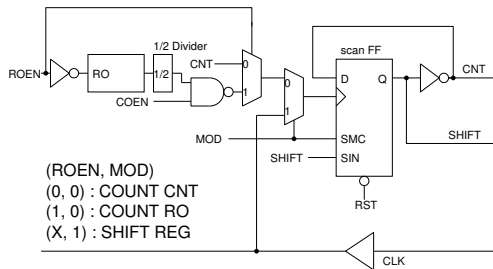 1/2 Divider
scan FF
CNT
0
D
Q
CNT
ROEN
RO
1/2
1
0
COEN
1
MOD
SMC
SHIFT
SHIFT
SIN
(ROEN, MOD)
(0, 0) : COUNT CNT
(1, 0) : COUNT RO
(X, 1) : SHIFT REG
RST
CLK